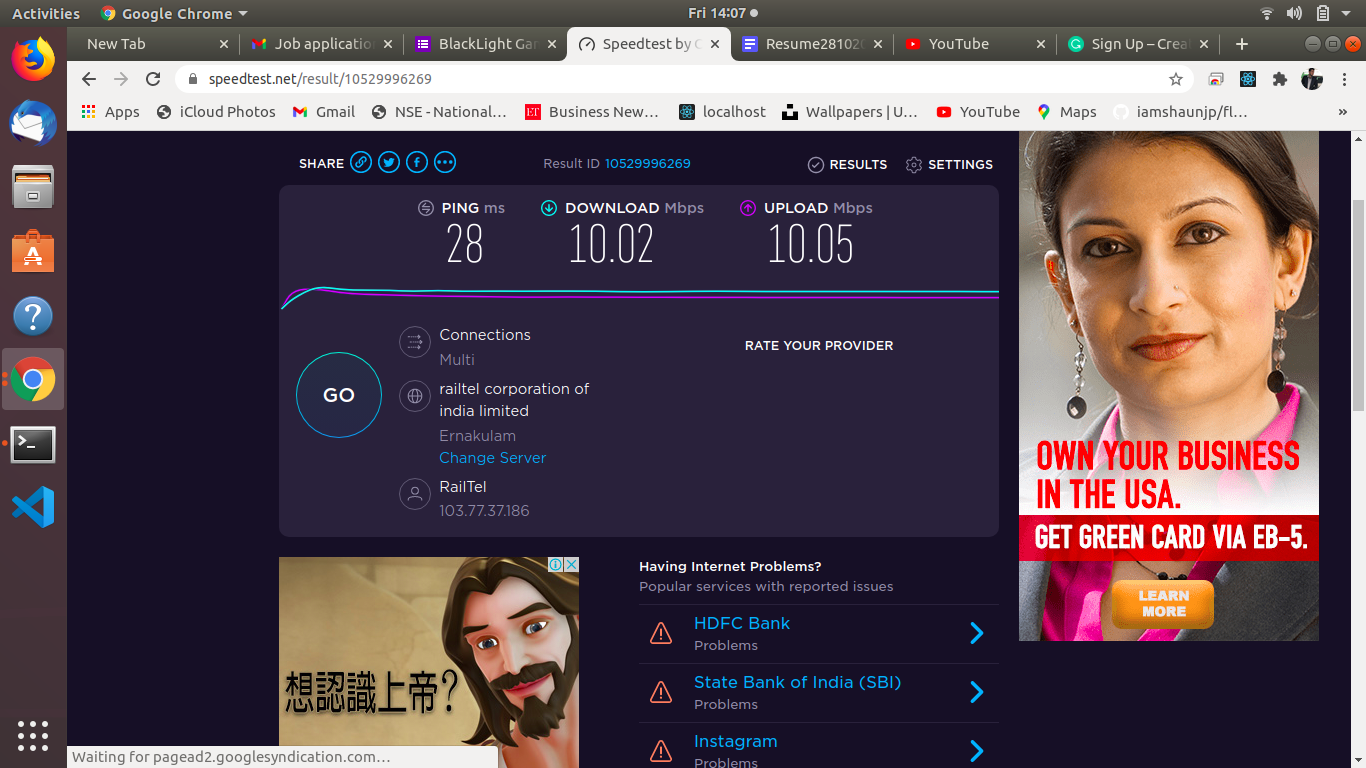 Activities
Google Chrome
Fri 14:07
New Tab
Job application
BlackLight Gam
Speedtest by O
Resume281020
YouTube
Sign Up – Crea
speedtest.net/result/10529996269
Apps
iCloud Photos
Gmail
NSE - National…
Business New…
localhost
Wallpapers | U…
YouTube
Maps
iamshaunjp/fl…
»
SHARE
Result ID 10529996269
RESULTS
SETTINGS
PING ms
DOWNLOAD Mbps
UPLOAD Mbps
28
10.02
10.05
GO
Connections
Multi
railtel corporation of
india limited
Ernakulam
Change Server
RailTel
103.77.37.186
RATE YOUR PROVIDER
OWN YOUR BUSINESS
IN THE USA.
GET GREEN CARD VIA EB-5.
LEARN
MORE
想認識上帝?
Having Internet Problems?
Popular services with reported issues
HDFC Bank
Problems
State Bank of India (SBI)
Problems
Instagram
Problems
Waiting for pagead2.googlesyndication.com…